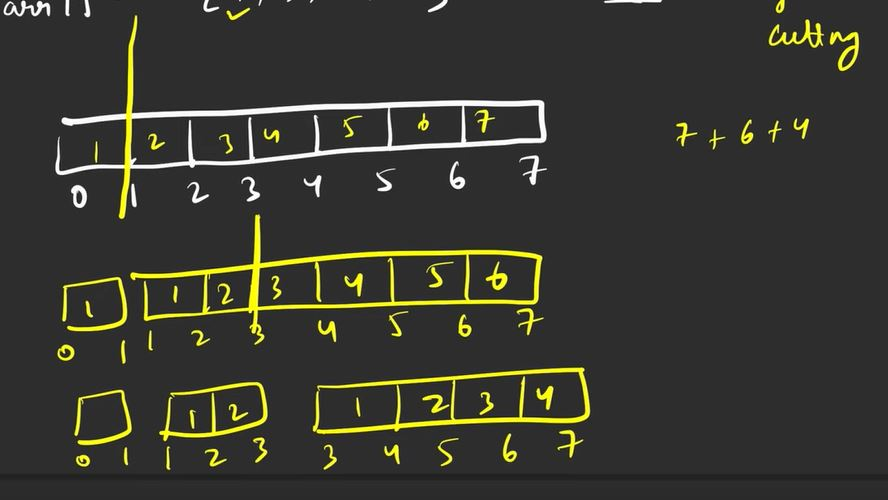 arr[]
cutting
1 2 3 4 5 6 7
7 + 6 + 4
0 1 2 3 4 5 6 7
1 1 2 3 4 5 6
0 1 1 2 3 4 5 6 7
1 2 1 2 3 4
0 1 1 2 3 3 4 5 6 7